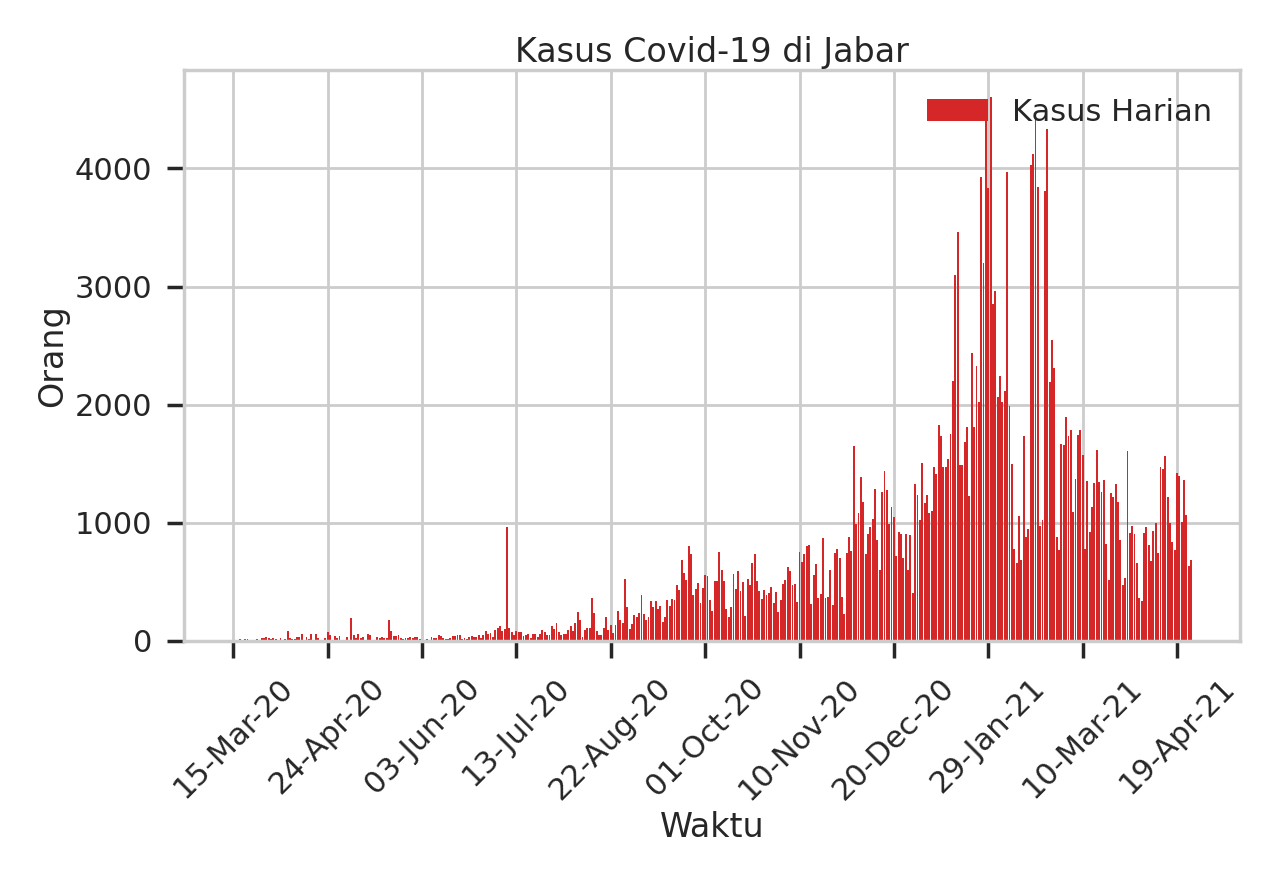 Kasus Covid-19 di Jabar
Kasus Harian
4000
3000
2000
1000
0
Orang
15-Mar-20
24-Apr-20
03-Jun-20
13-Jul-20
22-Aug-20
01-Oct-20
10-Nov-20
20-Dec-20
29-Jan-21
10-Mar-21
19-Apr-21
Waktu